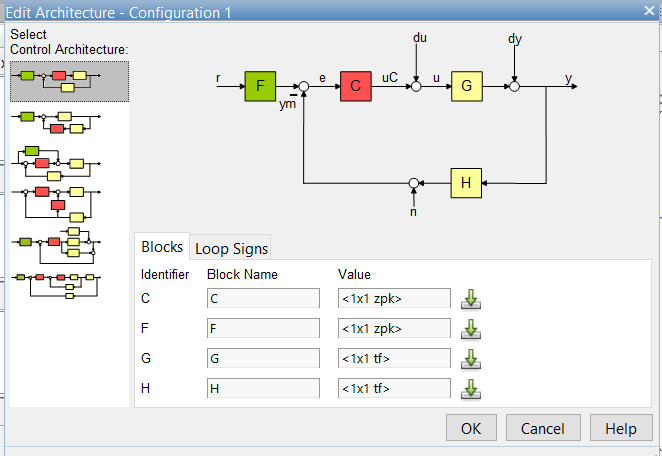 Edit Architecture - Configuration 1
Select
Control Architecture:
du
dy
r
F
e
C
uC
u
G
y
ym
H
n
Blocks
Loop Signs
Identifier Block Name Value
C C <1x1 zpk>
F F <1x1 zpk>
G G <1x1 tf>
H H <1x1 tf>
OK Cancel Help